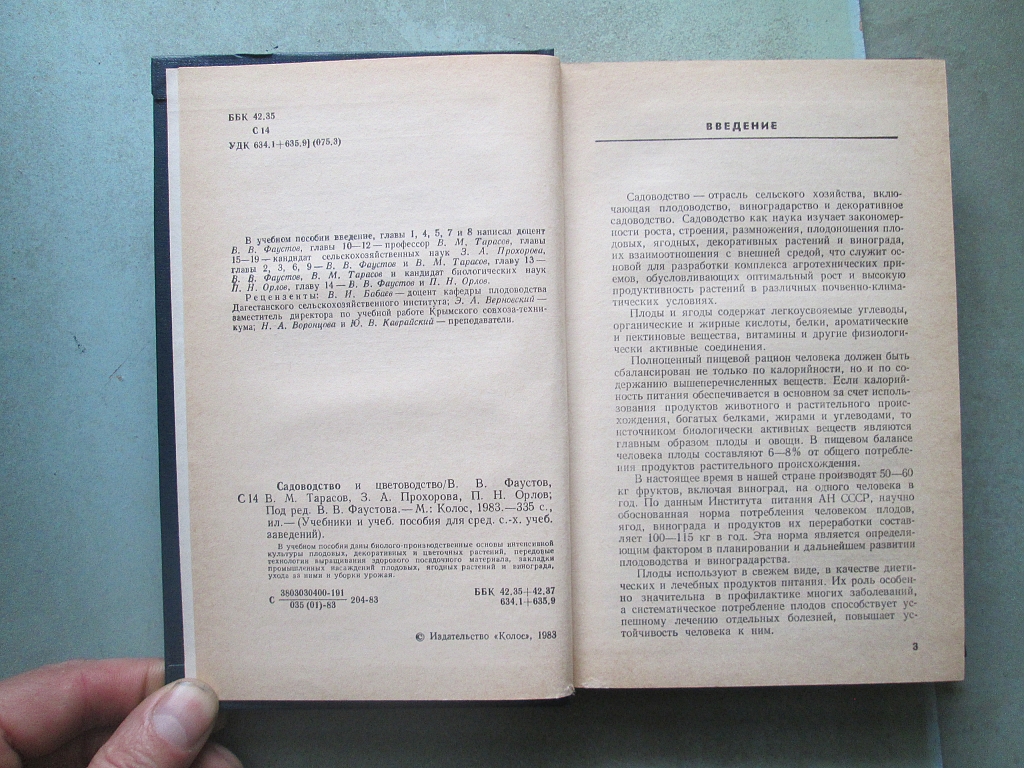 ББК 42.35
С 14
УДК 634.1+635.9] (075.3)
В учебном пособии введение, главы 1, 4, 5, 7 и 8 написал доцент
В. В. Фаустов, главы 10—12 — профессор В. М. Тарасов, главы
15—19 — кандидат сельскохозяйственных наук З. А. Прохорова,
главы 2, 3, 6, 9 — В. В. Фаустов и В. М. Тарасов, главу 13 —
В. В. Фаустов, В. М. Тарасов и кандидат биологических наук
П. Н. Орлов, главу 14 — В. В. Фаустов и П. Н. Орлов.
Рецензенты: В. И. Бабаев — доцент кафедры плодоводства
Дагестанского сельскохозяйственного института; Э. А. Верновский —
заместитель директора по учебной работе Крымского совхоза-техни-
кума; Н. А. Воронцова и Ю. В. Каврайский — преподаватели.
Садоводство и цветоводство/В. В. Фаустов,
С 14 В. М. Тарасов, З. А. Прохорова, П. Н. Орлов;
Под ред. В. В. Фаустова.— М.: Колос, 1983.—335 с.,
ил.— (Учебники и учеб. пособия для сред. с.-х. учеб.
заведений).
В учебном пособии даны биолого-производственные основы интенсивной
культуры плодовых, декоративных и цветочных растений, передовые
технологии выращивания здорового посадочного материала, закладки
промышленных насаждений плодовых, ягодных растений и винограда,
ухода за ними и уборки урожая.
С 3803030400-191
035 (01)-83 204-83
ББК 42.35+42.37
634.1+635.9
© Издательство «Колос», 1983
ВВЕДЕНИЕ
Садоводство — отрасль сельского хозяйства, вклю-
чающая плодоводство, виноградарство и декоративное
садоводство. Садоводство как наука изучает закономер-
ности роста, строения, размножения, плодоношения пло-
довых, ягодных, декоративных растений и винограда,
их взаимоотношения с внешней средой, что служит ос-
новой для разработки комплекса агротехнических при-
емов, обусловливающих оптимальный рост и высокую
продуктивность растений в различных почвенно-клима-
тических условиях.
Плоды и ягоды содержат легкоусвояемые углеводы,
органические и жирные кислоты, белки, ароматические
и пектиновые вещества, витамины и другие физиологи-
чески активные соединения.
Полноценный пищевой рацион человека должен быть
сбалансирован не только по калорийности, но и по со-
держанию вышеперечисленных веществ. Если калорий-
ность питания обеспечивается в основном за счет исполь-
зования продуктов животного и растительного проис-
хождения, богатых белками, жирами и углеводами, то
источником биологически активных веществ являются
главным образом плоды и овощи. В пищевом балансе
человека плоды составляют 6—8% от общего потребле-
ния продуктов растительного происхождения.
В настоящее время в нашей стране производят 50—60
кг фруктов, включая виноград, на одного человека в
год. По данным Института питания АН СССР, научно
обоснованная норма потребления человеком плодов,
ягод, винограда и продуктов их переработки состав-
ляет 100—115 кг в год. Эта норма является определя-
ющим фактором в планировании и дальнейшем развитии
плодоводства и виноградарства.
Плоды используют в свежем виде, в качестве диети-
ческих и лечебных продуктов питания. Их роль особен-
но значительна в профилактике многих заболеваний,
а систематическое потребление плодов способствует ус-
пешному лечению отдельных болезней, повышает ус-
тойчивость человека к ним.
3